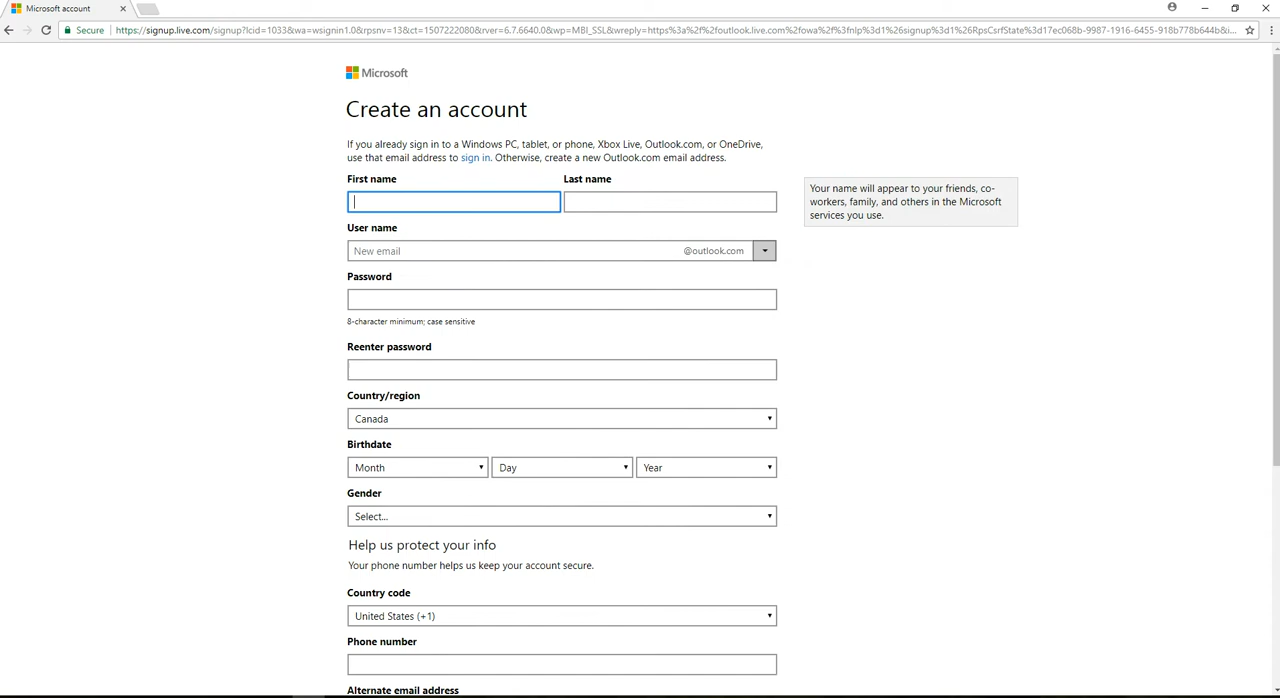 Microsoft account
Secure
https://signup.live.com/signup?lcid=1033&wa=wsignin1.0&rpsnv=13&ct=1507222080&rver=6.7.6640.0&wp=MBI_SSL&wreply=https%3a%2f%2foutlook.live.com%2fowa%2f%3fnlp%3d1%26signup%3d1%26RpsCsrfState%3d17ec068b-9987-1916-6455-918b778b644b&i...
Microsoft
Create an account
If you already sign in to a Windows PC, tablet, or phone, Xbox Live, Outlook.com, or OneDrive,
use that email address to sign in. Otherwise, create a new Outlook.com email address.
First name Last name
Your name will appear to your friends, co-
workers, family, and others in the Microsoft
services you use.
User name
New email @outlook.com
Password
8-character minimum; case sensitive
Reenter password
Country/region
Canada
Birthdate
Month Day Year
Gender
Select...
Help us protect your info
Your phone number helps us keep your account secure.
Country code
United States (+1)
Phone number
Alternate email address